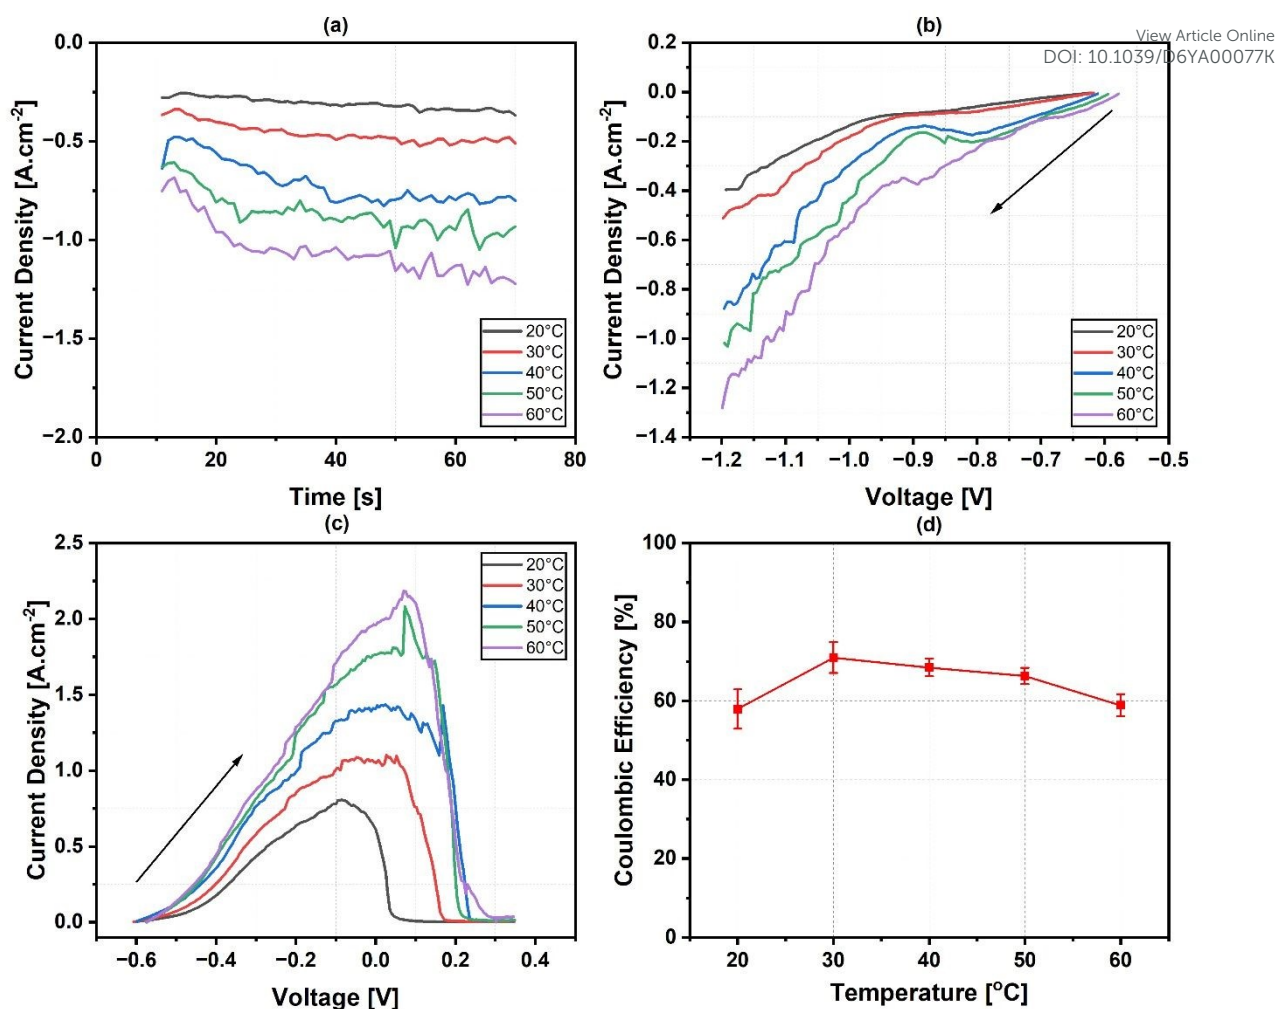 (a)
Current Density [A.cm-2]
0.0
−0.5
−1.0
−1.5
−2.0
0 20 40 60 80
Time [s]
20°C
30°C
40°C
50°C
60°C
(b)
View Article Online
DOI: 10.1039/D6YA00077K
Current Density [A.cm-2]
0.2
0.0
−0.2
−0.4
−0.6
−0.8
−1.0
−1.2
−1.4
−1.2 −1.1 −1.0 −0.9 −0.8 −0.7 −0.6 −0.5
Voltage [V]
20°C
30°C
40°C
50°C
60°C
(c)
Current Density [A.cm-2]
2.5
2.0
1.5
1.0
0.5
0.0
−0.6 −0.4 −0.2 0.0 0.2 0.4
Voltage [V]
20°C
30°C
40°C
50°C
60°C
(d)
Coulombic Efficiency [%]
100
80
60
40
20
0
20 30 40 50 60
Temperature [oC]